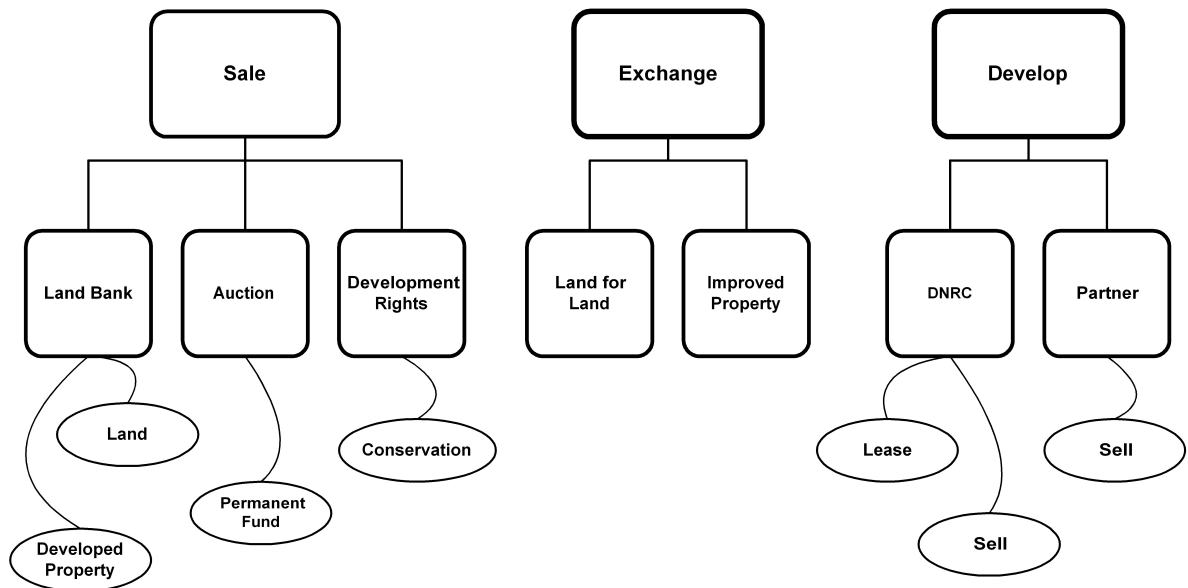 Sale
Exchange
Develop
Land Bank
Auction
Development
Rights
Land for
Land
Improved
Property
DNRC
Partner
Land
Conservation
Lease
Sell
Permanent
Fund
Sell
Developed
Property